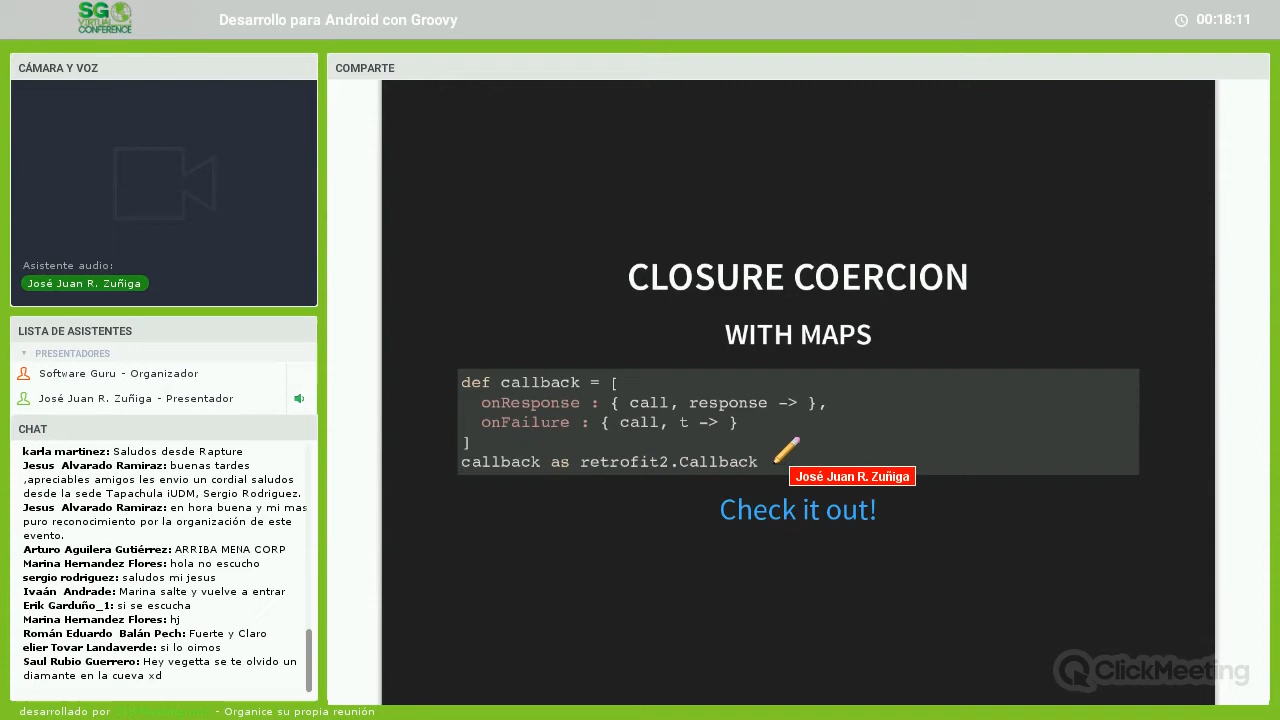 SG
VIRTUAL
CONFERENCE
Desarrollo para Android con Groovy
00:18:11
CÁMARA Y VOZ
Asistente audio:
José Juan R. Zuñiga
LISTA DE ASISTENTES
PRESENTADORES
Software Guru - Organizador
José Juan R. Zuñiga - Presentador
CHAT
karla martinez: Saludos desde Rapture
Jesus Alvarado Ramiraz: buenas tardes
,apreciables amigos les enviun cordial saludos
desde la sede Tapachula iUDM, Sergio Rodriguez.
Jesus Alvarado Ramiraz: en hora buena y mi mas
puro reconocimiento por la organización de este
evento.
Arturo Aguilera Gutiérrez: ARRIBA MENA CORP
Marina Hernandez Flores: hola no escucho
sergio rodriguez: saludos mi jesus
Ivaán Andrade: Marina salte y vuelve a entrar
Erik Garduño_1: si se escucha
Marina Hernandez Flores: hj
Román Eduardo Balán Pech: Fuerte y Claro
elier Tovar Landaverde: si lo oimos
Saul Rubio Guerrero: Hey vegetta se te olvido un
diamante en la cueva xd
desarrollado por - Organice su propia reunión
COMPARTE
CLOSURE COERCION
WITH MAPS
def callback = [
onResponse : { call, response -> },
onFailure : { call, t -> }
]
callback as retrofit2.Callback
José Juan R. Zuñiga
Check it out!
ClickMeeting